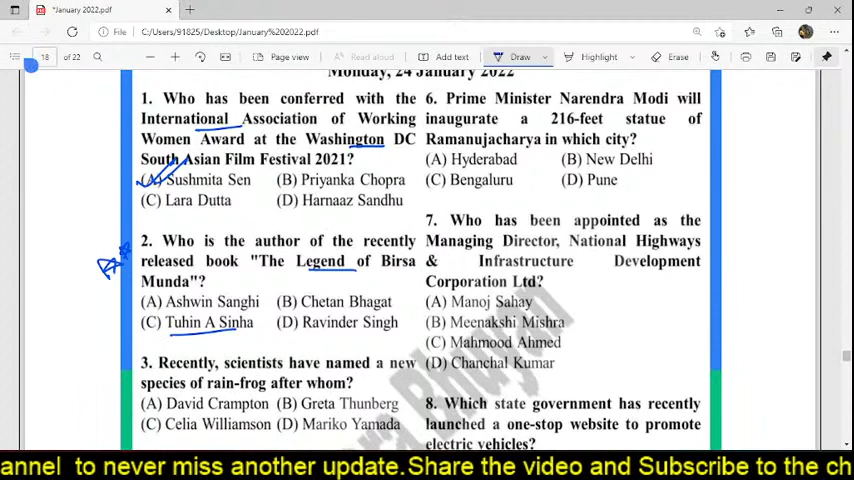 *January 2022.pdf
File
C:/Users/91825/Desktop/January%202022.pdf
18 of 22
Page view
Read aloud
Add text
Draw
Highlight
Erase
Monday, 24 January 2022
1. Who has been conferred with the
International Association of Working
Women Award at the Washington DC
South Asian Film Festival 2021?
(A) Sushmita Sen (B) Priyanka Chopra
(C) Lara Dutta (D) Harnaaz Sandhu
2. Who is the author of the recently
released book "The Legend of Birsa
Munda"?
(A) Ashwin Sanghi (B) Chetan Bhagat
(C) Tuhin A Sinha (D) Ravinder Singh
3. Recently, scientists have named a new
species of rain-frog after whom?
(A) David Crampton (B) Greta Thunberg
(C) Celia Williamson (D) Mariko Yamada
6. Prime Minister Narendra Modi will
inaugurate a 216-feet statue of
Ramanujacharya in which city?
(A) Hyderabad (B) New Delhi
(C) Bengaluru (D) Pune
7. Who has been appointed as the
Managing Director, National Highways
& Infrastructure Development
Corporation Ltd?
(A) Manoj Sahay
(B) Meenakshi Mishra
(C) Mahmood Ahmed
(D) Chanchal Kumar
8. Which state government has recently
launched a one-stop website to promote
electric vehicles?
annel to never miss another update.Share the video and Subscribe to the ch